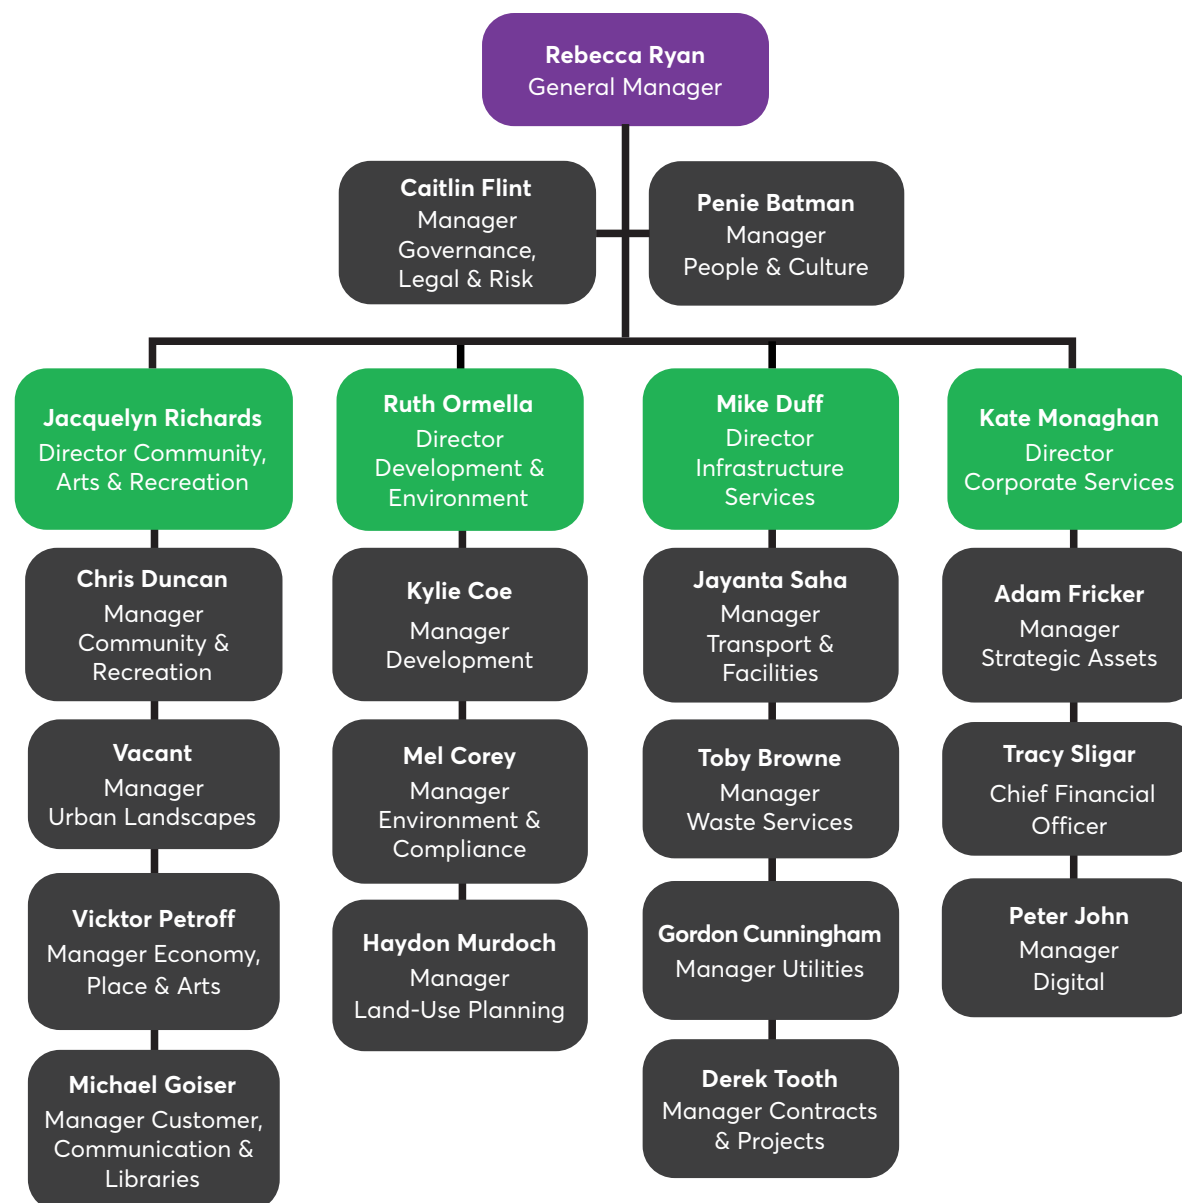 Rebecca Ryan
General Manager
Caitlin Flint
Manager
Governance,
Legal & Risk
Penie Batman
Manager
People & Culture
Jacquelyn Richards
Director Community,
Arts & Recreation
Ruth Ormella
Director
Development &
Environment
Mike Duff
Director
Infrastructure
Services
Kate Monaghan
Director
Corporate Services
Chris Duncan
Manager
Community &
Recreation
Kylie Coe
Manager
Development
Jayanta Saha
Manager
Transport &
Facilities
Adam Fricker
Manager
Strategic Assets
Vacant
Manager
Urban Landscapes
Mel Corey
Manager
Environment &
Compliance
Toby Browne
Manager
Waste Services
Tracy Sligar
Chief Financial
Officer
Vicktor Petroff
Manager Economy,
Place & Arts
Haydon Murdoch
Manager
Land-Use Planning
Gordon Cunningham
Manager Utilities
Peter John
Manager
Digital
Michael Goiser
Manager Customer,
Communication &
Libraries
Derek Tooth
Manager Contracts
& Projects